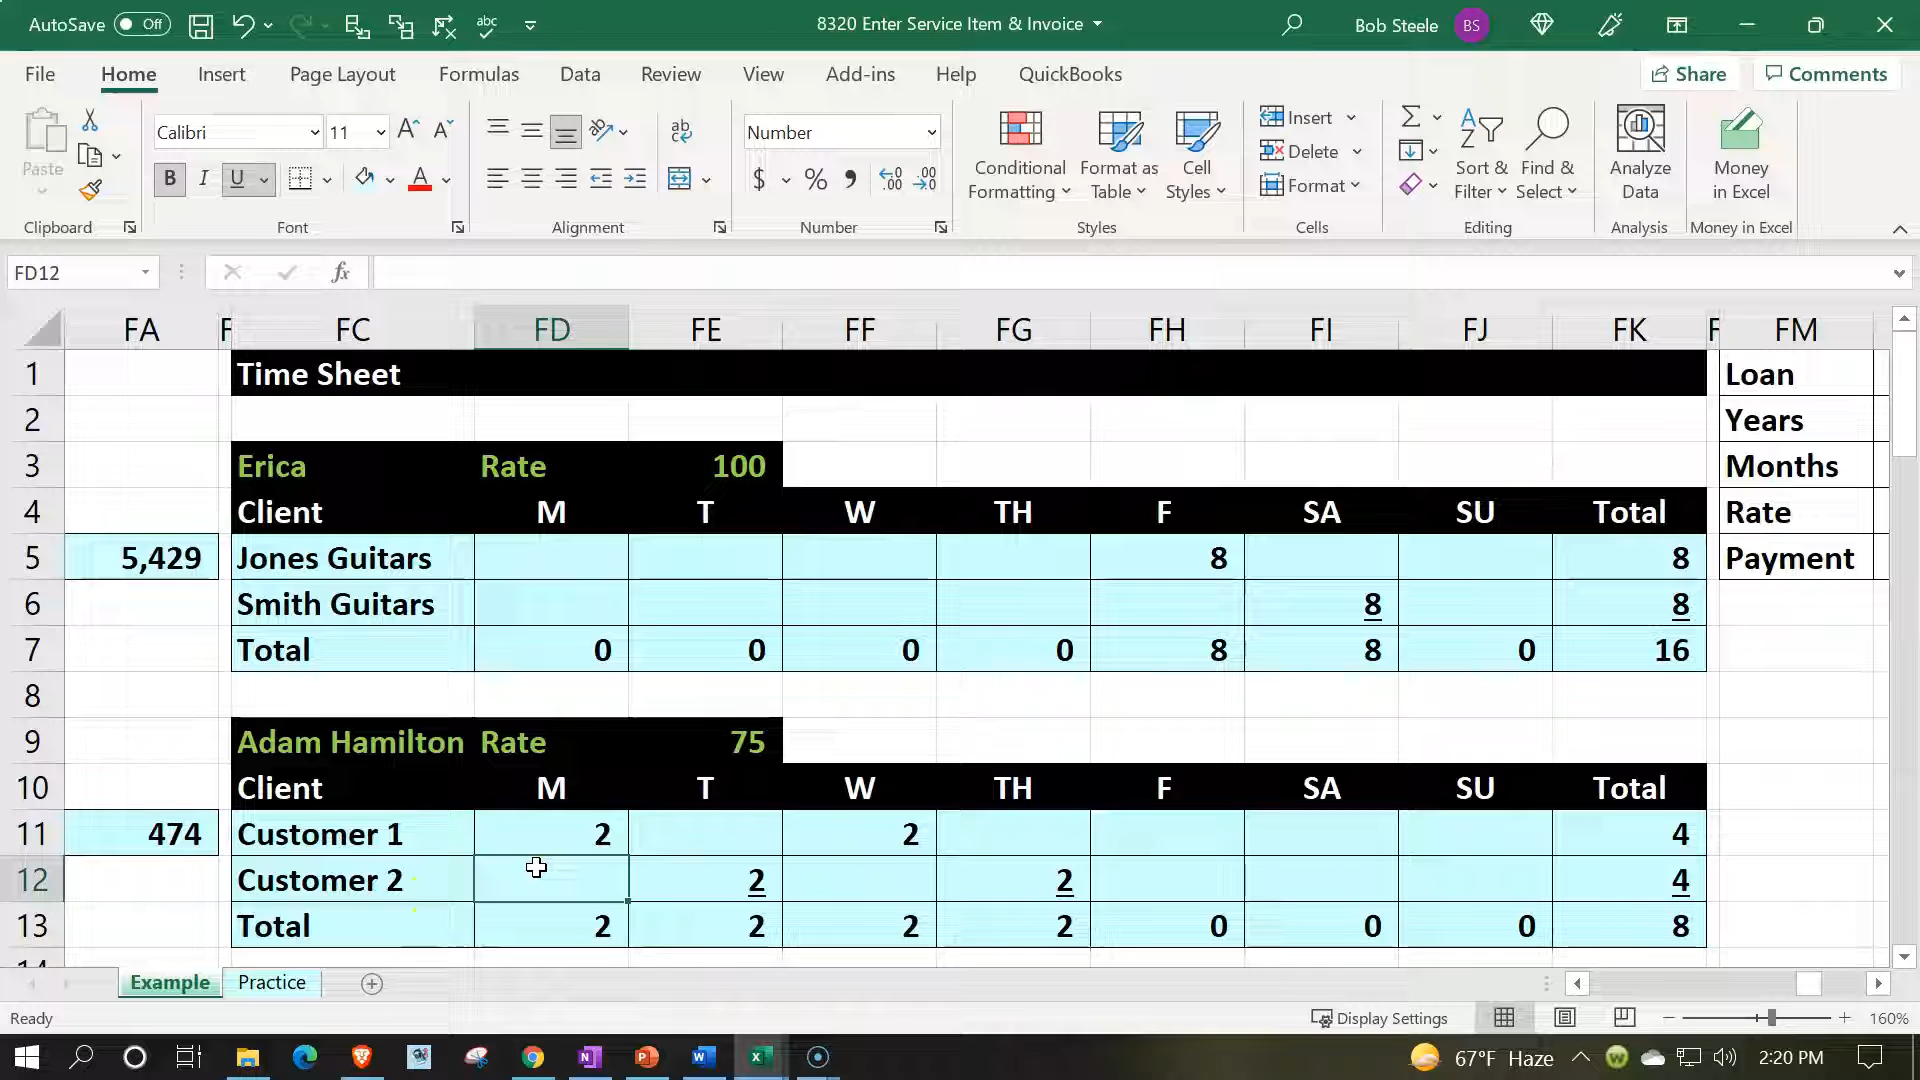 AutoSave Off abc 8320 Enter Service Item & Invoice Bob Steele BS
File Home Insert Page Layout Formulas Data Review View Add-ins Help QuickBooks Share Comments
Paste Calibri 11 A A ab Number Insert Σ
B I U A $ % Conditional Formatting Format as Table Cell Styles Delete Format Sort & Filter Find & Select Analyze Data Money in Excel
Clipboard Font Alignment Number Styles Cells Editing Analysis Money in Excel
FD12 fx
FA F FC FD FE FF FG FH FI FJ FK F FM
1 Time Sheet Loan
2 Years
3 Erica Rate 100 Months
4 Client M T W TH F SA SU Total Rate
5 5,429 Jones Guitars 8 8 Payment
6 Smith Guitars 8 8
7 Total 0 0 0 0 8 8 0 16
8
9 Adam Hamilton Rate 75
10 Client M T W TH F SA SU Total
11 474 Customer 1 2 2 4
12 Customer 2 2 2 4
13 Total 2 2 2 2 0 0 0 8
Example Practice
Ready Display Settings 160%
67°F Haze 2:20 PM